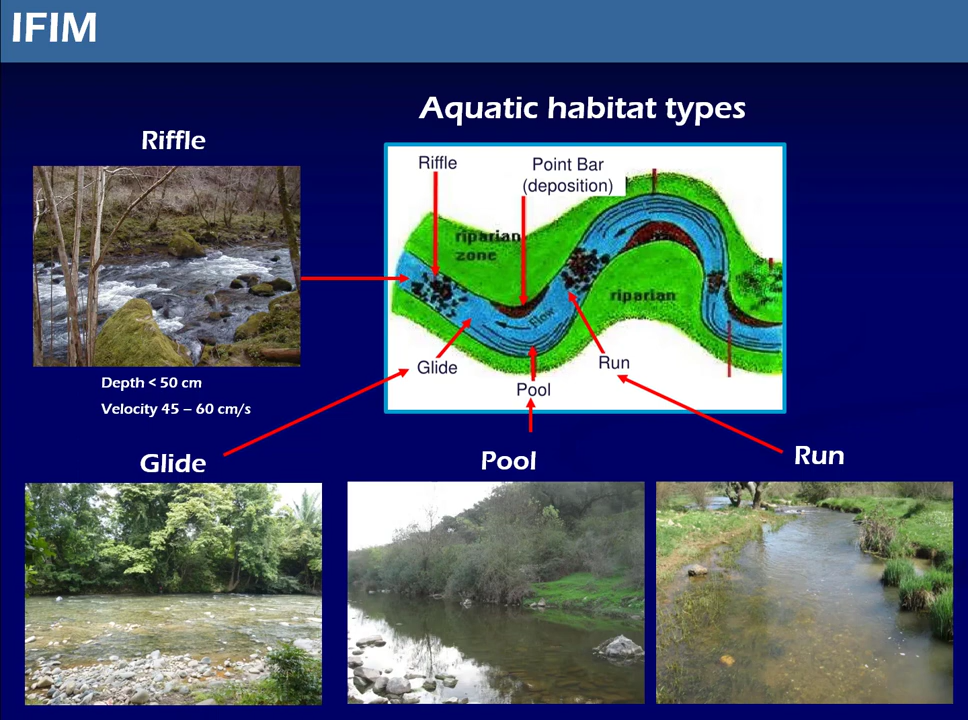 IFIM
Aquatic habitat types
Riffle
Riffle
Point Bar
(deposition)
riparian
zone
riparian
Flow
Glide
Run
Pool
Depth < 50 cm
Velocity 45 – 60 cm/s
Glide
Pool
Run